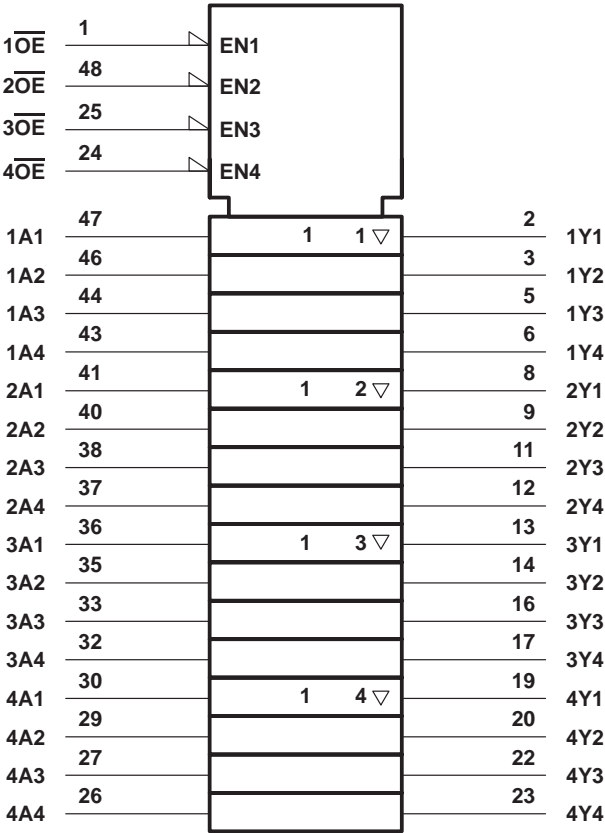 1O̅E̅ 1 EN1
2O̅E̅ 48 EN2
3O̅E̅ 25 EN3
4O̅E̅ 24 EN4
1A1 47 1 1 ▽ 2 1Y1
1A2 46 3 1Y2
1A3 44 5 1Y3
1A4 43 6 1Y4
2A1 41 1 2 ▽ 8 2Y1
2A2 40 9 2Y2
2A3 38 11 2Y3
2A4 37 12 2Y4
3A1 36 1 3 ▽ 13 3Y1
3A2 35 14 3Y2
3A3 33 16 3Y3
3A4 32 17 3Y4
4A1 30 1 4 ▽ 19 4Y1
4A2 29 20 4Y2
4A3 27 22 4Y3
4A4 26 23 4Y4